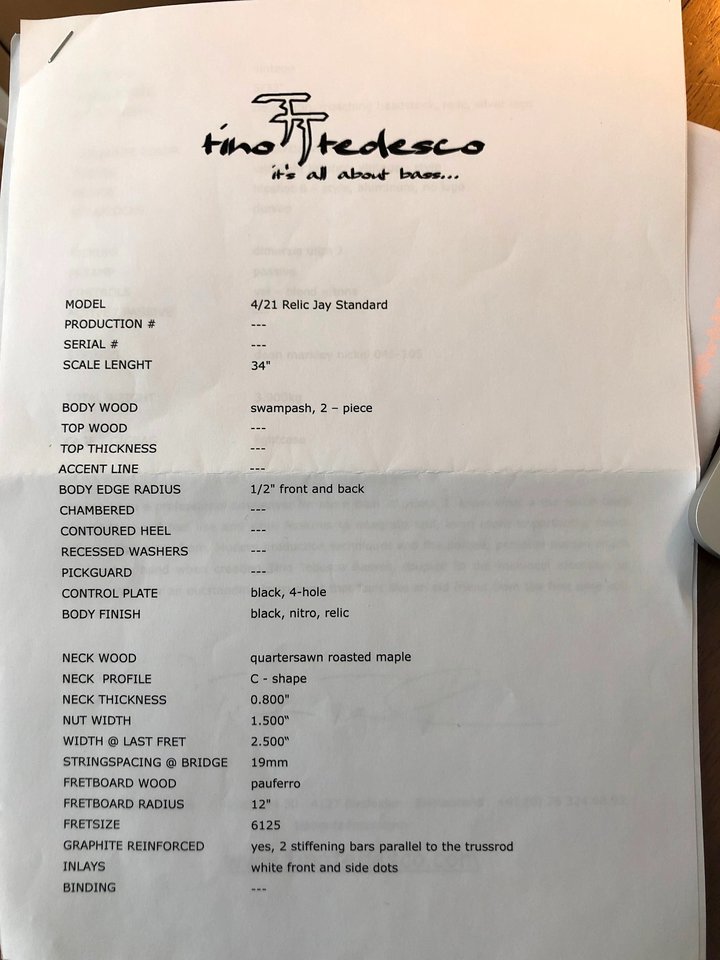 tino tedesco
it's all about bass...
MODEL 4/21 Relic Jay Standard
PRODUCTION # ---
SERIAL # ---
SCALE LENGHT 34"
BODY WOOD swampash, 2 – piece
TOP WOOD ---
TOP THICKNESS ---
ACCENT LINE ---
BODY EDGE RADIUS 1/2" front and back
CHAMBERED ---
CONTOURED HEEL ---
RECESSED WASHERS ---
PICKGUARD ---
CONTROL PLATE black, 4-hole
BODY FINISH black, nitro, relic
NECK WOOD quartersawn roasted maple
NECK PROFILE C - shape
NECK THICKNESS 0.800"
NUT WIDTH 1.500“
WIDTH @ LAST FRET 2.500“
STRINGSPACING @ BRIDGE 19mm
FRETBOARD WOOD pauferro
FRETBOARD RADIUS 12"
FRETSIZE 6125
GRAPHITE REINFORCED yes, 2 stiffening bars parallel to the trussrod
INLAYS white front and side dots
BINDING ---